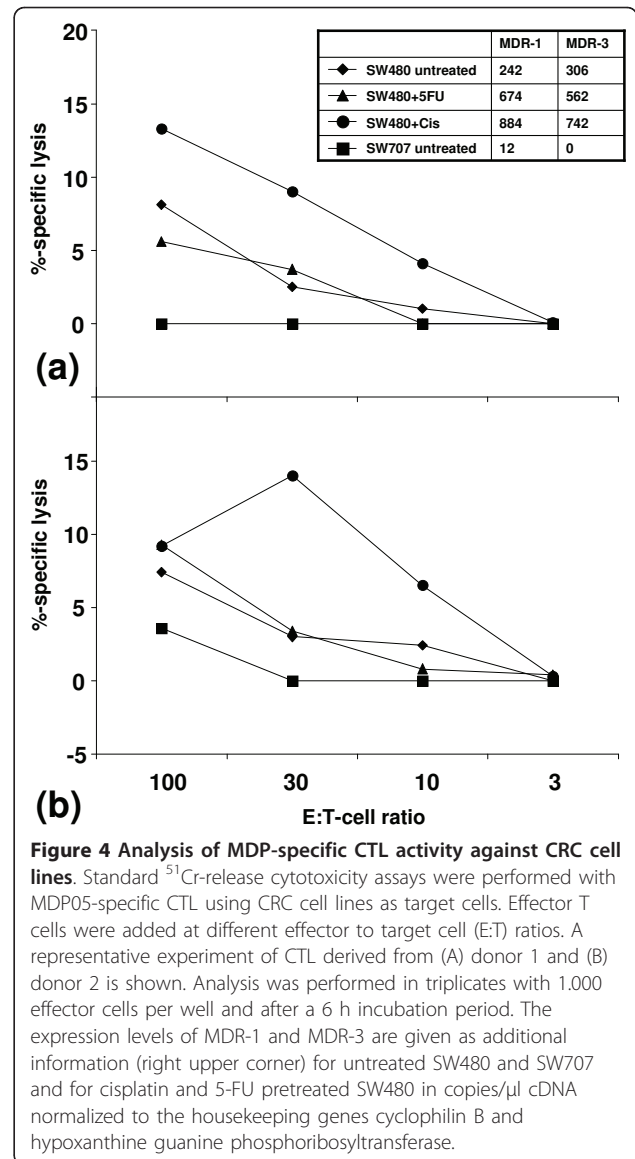 20
15
10
5
0
%-specific lysis
MDR-1 MDR-3
SW480 untreated 242 306
SW480+5FU 674 562
SW480+Cis 884 742
SW707 untreated 12 0
(a)
15
10
5
0
-5
%-specific lysis
100 30 10 3
(b)
E:T-cell ratio
Figure 4 Analysis of MDP-specific CTL activity against CRC cell
lines. Standard ⁵¹Cr-release cytotoxicity assays were performed with
MDP05-specific CTL using CRC cell lines as target cells. Effector T
cells were added at different effector to target cell (E:T) ratios. A
representative experiment of CTL derived from (A) donor 1 and (B)
donor 2 is shown. Analysis was performed in triplicates with 1.000
effector cells per well and after a 6 h incubation period. The
expression levels of MDR-1 and MDR-3 are given as additional
information (right upper corner) for untreated SW480 and SW707
and for cisplatin and 5-FU pretreated SW480 in copies/μl cDNA
normalized to the housekeeping genes cyclophilin B and
hypoxanthine guanine phosphoribosyltransferase.